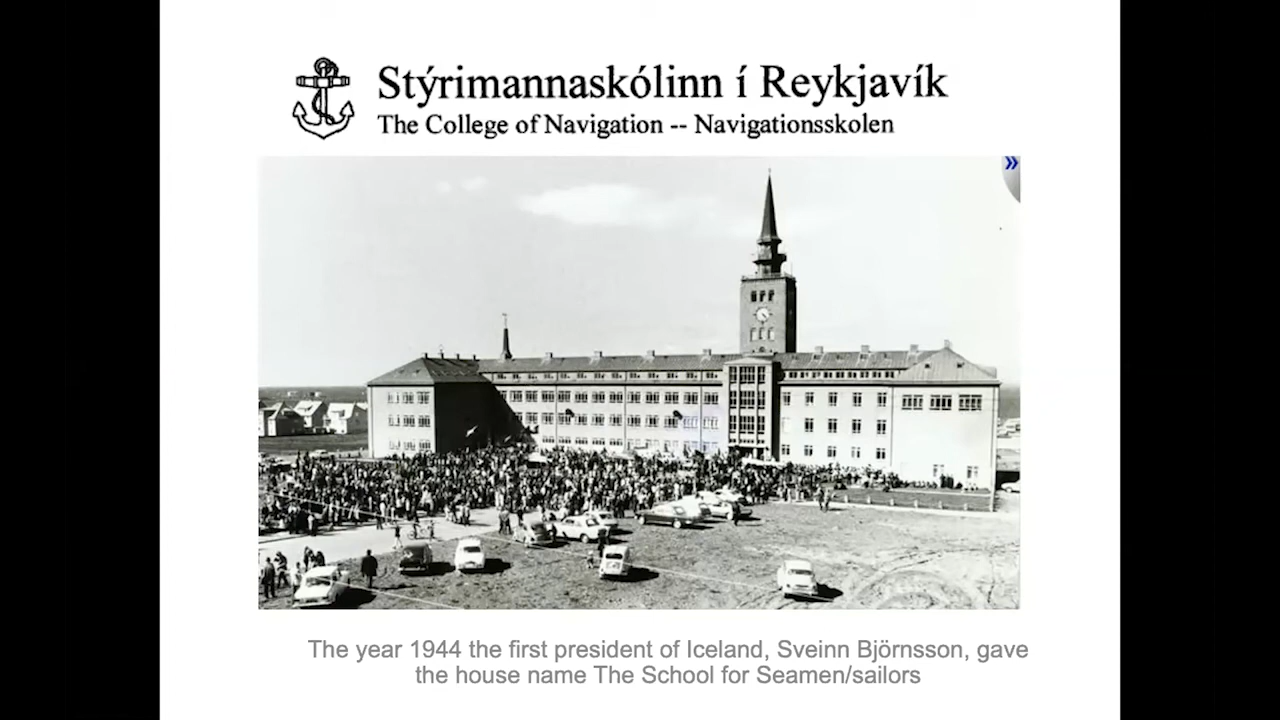 Stýrimannaskólinn í Reykjavík
The College of Navigation -- Navigationsskolen
»
The year 1944 the first president of Iceland, Sveinn Björnsson, gave
the house name The School for Seamen/sailors